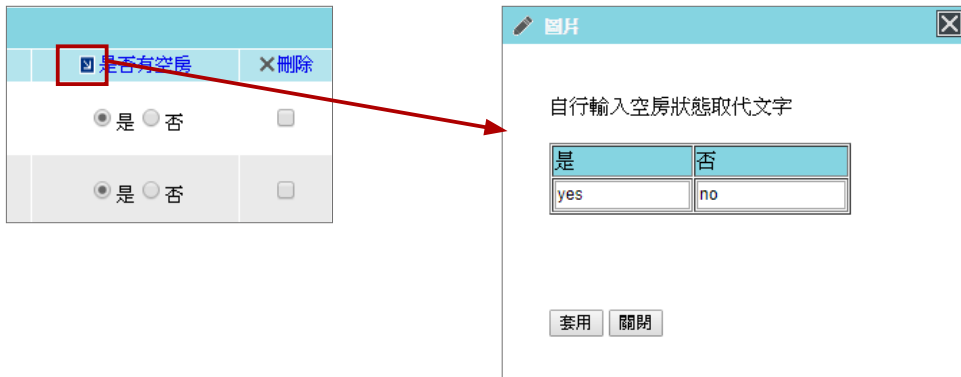 是否有空房 刪除
是 否
是 否
圖片
自行輸入空房狀態取代文字
是 否
yes no
套用 關閉